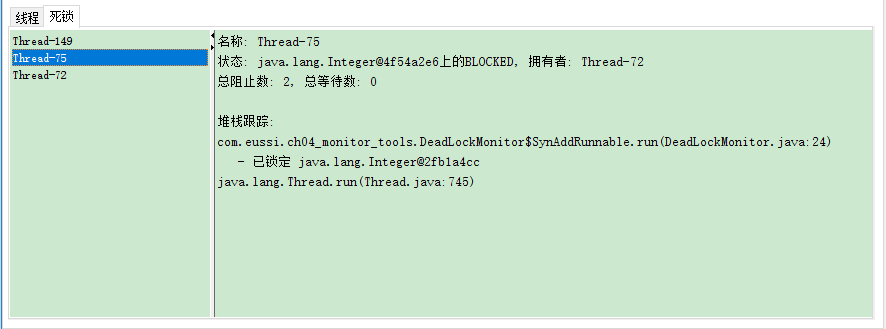 线程 死锁
Thread-149
Thread-75
Thread-72
名称: Thread-75
状态: java.lang.Integer@4f54a2e6上的BLOCKED, 拥有者: Thread-72
总阻止数: 2, 总等待数: 0
堆栈跟踪:
com.eussi.ch04_monitor_tools.DeadLockMonitor$SynAddRunnable.run(DeadLockMonitor.java:24)
- 已锁定 java.lang.Integer@2fb1a4cc
java.lang.Thread.run(Thread.java:745)